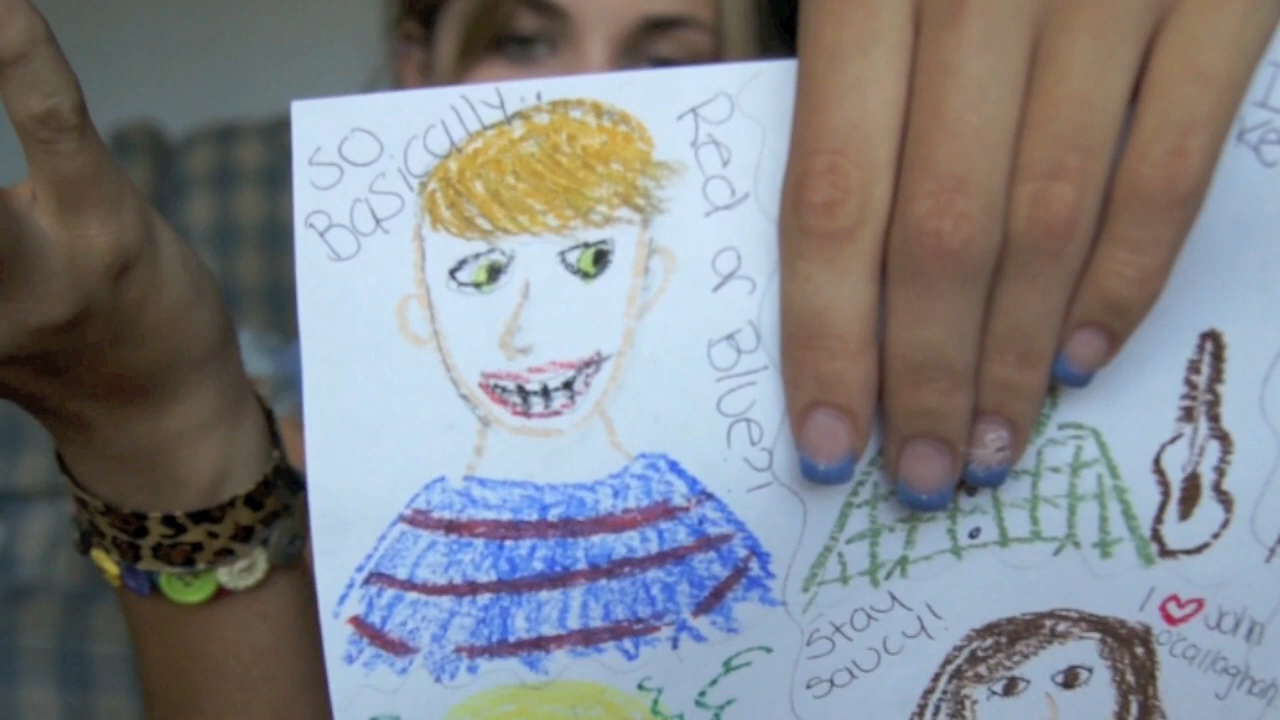 SO
Basically..
Red or Blue?!
stay
saucy!
I ♥ John
o'callaghan